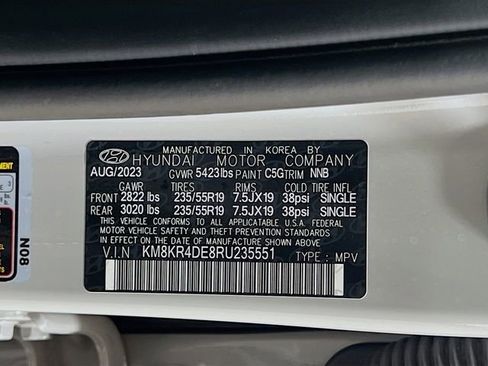 MANUFACTURED IN KOREA BY
HYUNDAI MOTOR COMPANY
AUG/2023 GVWR 5423lbs PAINT C5G TRIM NNB
GAWR TIRES RIMS COLD TIRE INFL.
FRONT 2822 lbs 235/55R19 7.5JX19 38psi SINGLE
REAR 3020 lbs 235/55R19 7.5JX19 38psi SINGLE
THIS VEHICLE CONFORMS TO ALL APPLICABLE U.S.A. FEDERAL
MOTOR VEHICLE SAFETY AND THEFT PREVENTION STANDARDS
IN EFFECT ON THE DATE OF MANUFACTURE SHOWN ABOVE.
V.I.N KM8KR4DE8RU235551 TYPE : MPV
N08